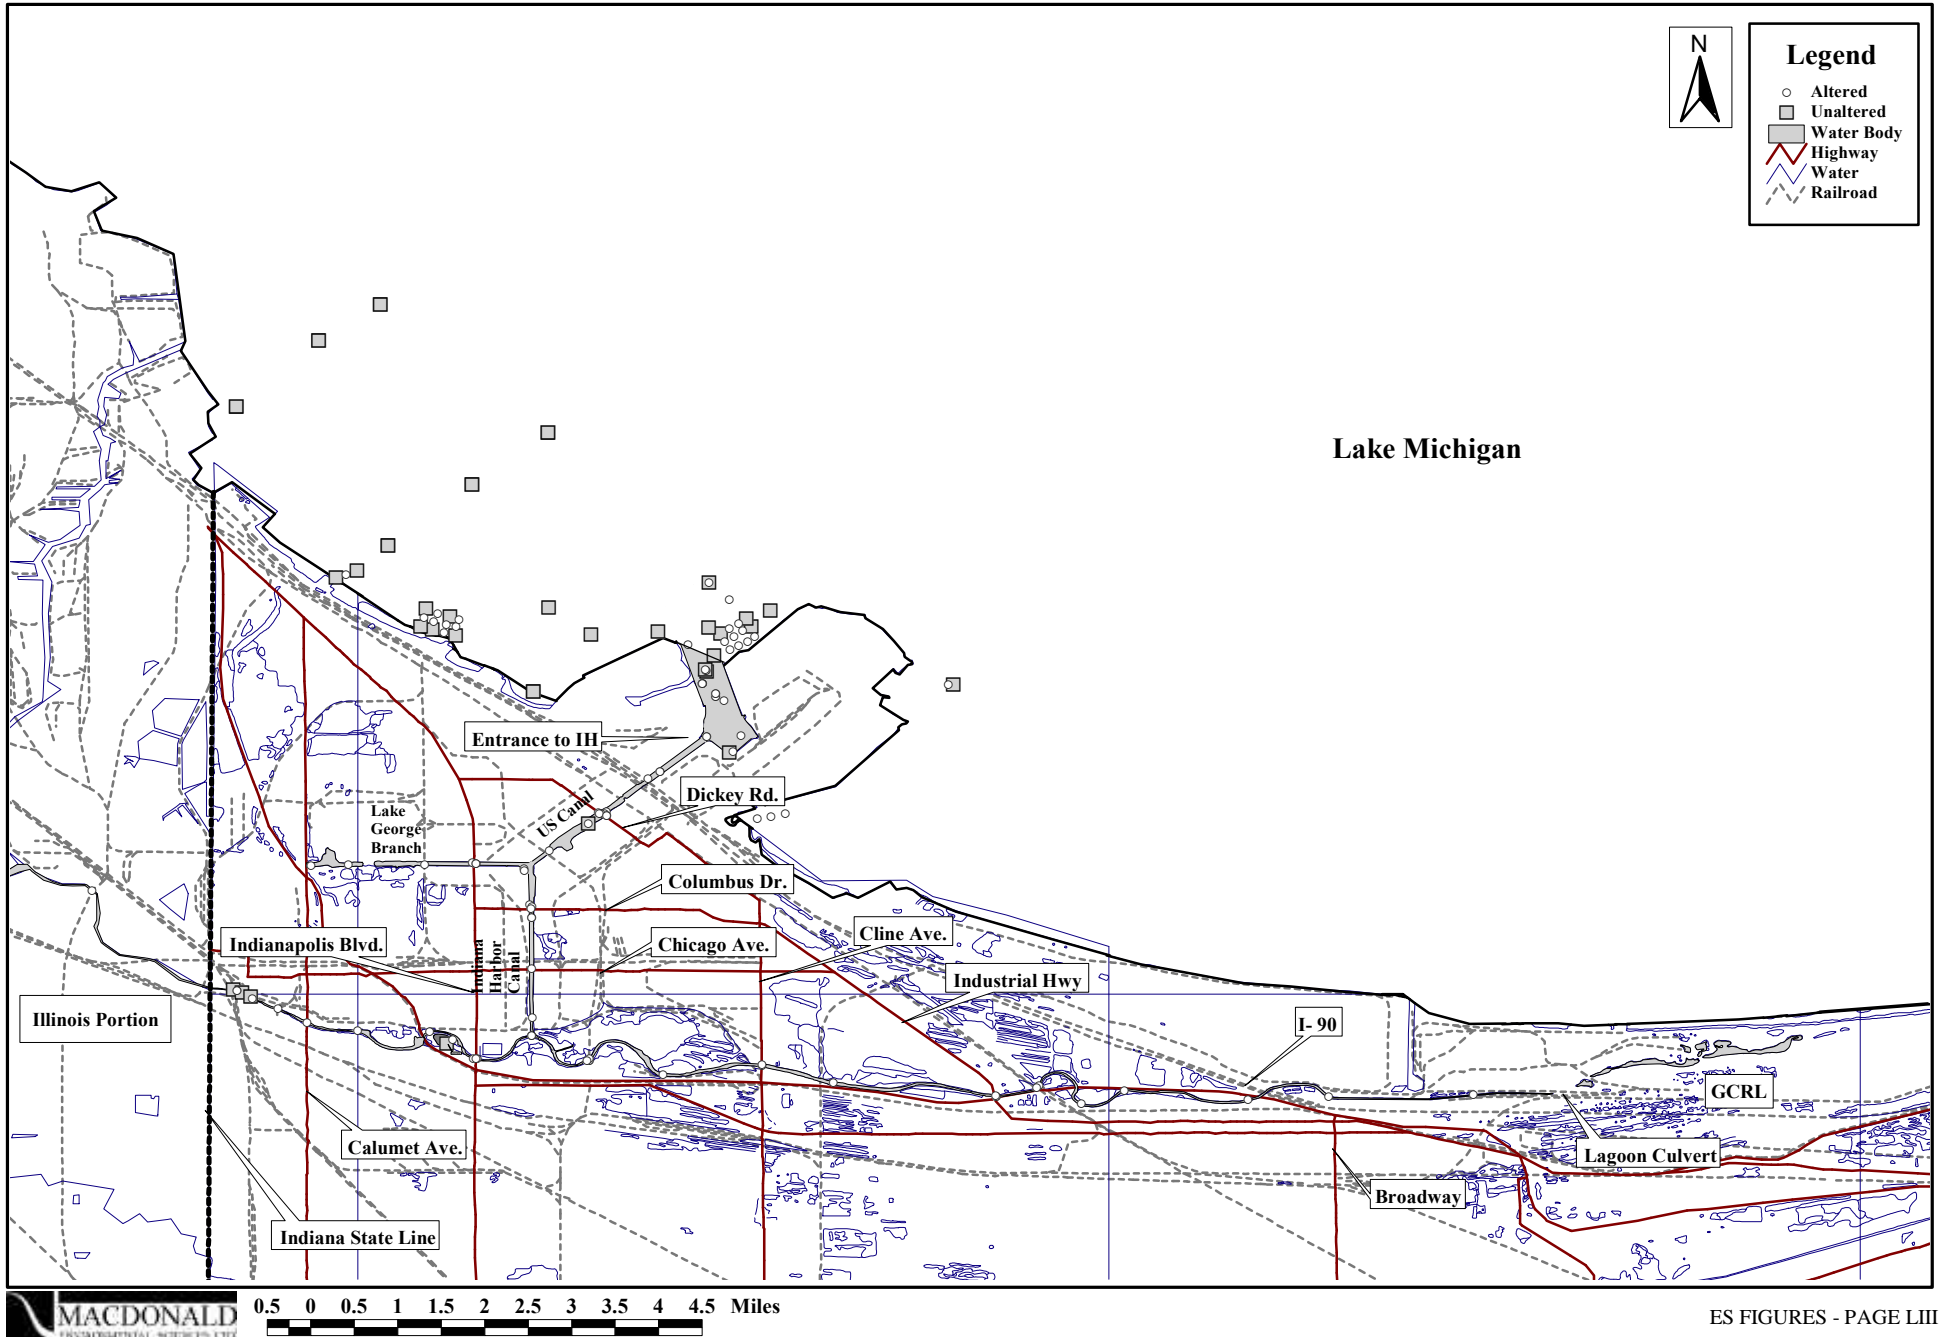 N
Legend
Altered
Unaltered
Water Body
Highway
Water
Railroad
Lake Michigan
Entrance to IH
Dickey Rd.
US Canal
Lake
George
Branch
Columbus Dr.
Indianapolis Blvd.
Indiana
Harbor
Canal
Chicago Ave.
Cline Ave.
Industrial Hwy
Illinois Portion
I- 90
GCRL
Calumet Ave.
Lagoon Culvert
Broadway
Indiana State Line
MACDONALD
ENVIRONMENTAL SCIENCES LTD
0.5 0 0.5 1 1.5 2 2.5 3 3.5 4 4.5 Miles
ES FIGURES - PAGE LIII